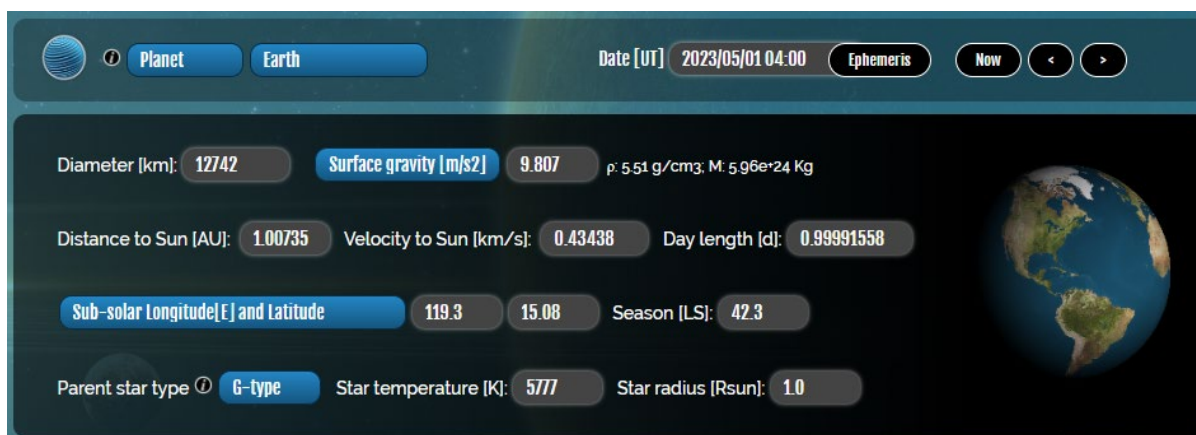 i Planet Earth Date [UT] 2023/05/01 04:00 Ephemeris Now < >
Diameter [km]: 12742 Surface gravity [m/s2] 9.807 ρ: 5.51 g/cm3; M: 5.96e+24 Kg
Distance to Sun [AU]: 1.00735 Velocity to Sun [km/s]: 0.43438 Day length [d]: 0.99991558
Sub-solar Longitude[E] and Latitude 119.3 15.08 Season [LS]: 42.3
Parent star type i G-type Star temperature [K]: 5777 Star radius [Rsun]: 1.0